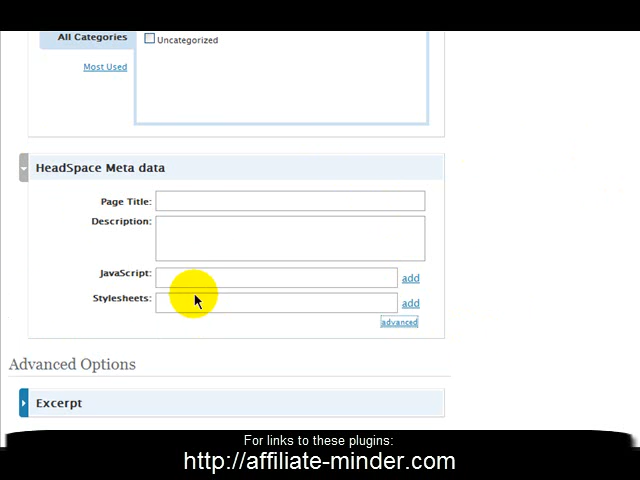 All Categories
Uncategorized
Most Used
HeadSpace Meta data
Page Title:
Description:
JavaScript:
add
Stylesheets:
add
advanced
Advanced Options
Excerpt
For links to these plugins:
http://affiliate-minder.com